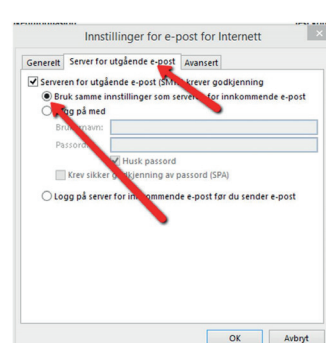 Innstillinger for e-post for Internett
Generelt Server for utgående e-post Avansert
Serveren for utgående e-post (SMTP) krever godkjenning
Bruk samme innstillinger som serveren for innkommende e-post
Logg på med
Passord:
Husk passord
Krev sikker godkjenning av passord (SPA)
Logg på server for innkommende e-post før du sender e-post
OK Avbryt